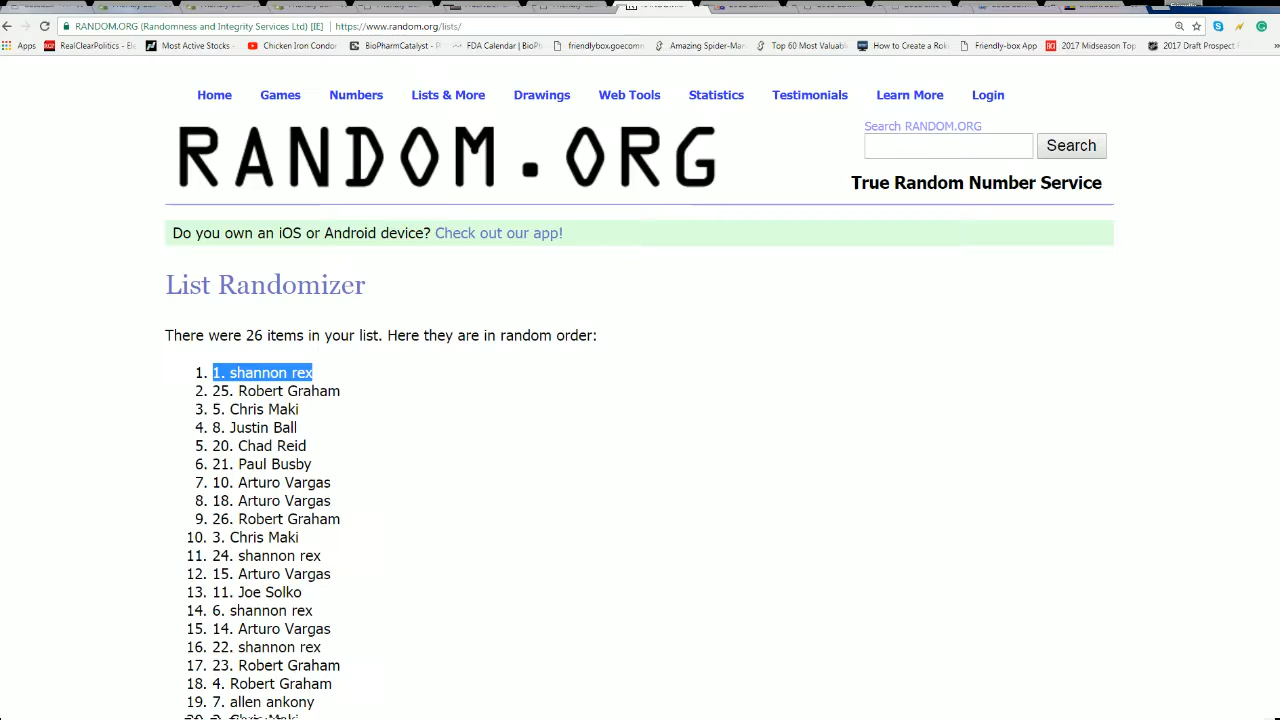 RANDOM.ORG (Randomness and Integrity Services Ltd) [IE] | https://www.random.org/lists/
Apps RealClearPolitics - Ele Most Active Stocks - Chicken Iron Condor BioPharmCatalyst - P FDA Calendar | BioPh friendlybox.goecomm Amazing Spider-Man Top 60 Most Valuabl How to Create a Roku Friendly-box App 2017 Midseason Top 2017 Draft Prospect
Home Games Numbers Lists & More Drawings Web Tools Statistics Testimonials Learn More Login
RANDOM.ORG
Search RANDOM.ORG
Search
True Random Number Service
Do you own an iOS or Android device? Check out our app!
List Randomizer
There were 26 items in your list. Here they are in random order:
1. 1. shannon rex
2. 25. Robert Graham
3. 5. Chris Maki
4. 8. Justin Ball
5. 20. Chad Reid
6. 21. Paul Busby
7. 10. Arturo Vargas
8. 18. Arturo Vargas
9. 26. Robert Graham
10. 3. Chris Maki
11. 24. shannon rex
12. 15. Arturo Vargas
13. 11. Joe Solko
14. 6. shannon rex
15. 14. Arturo Vargas
16. 22. shannon rex
17. 23. Robert Graham
18. 4. Robert Graham
19. 7. allen ankony